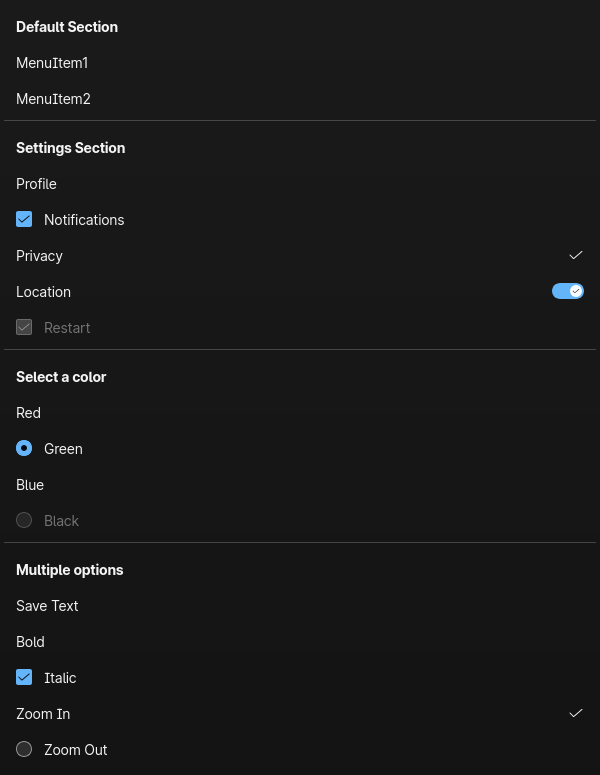 Default Section
MenuItem1
MenuItem2
Settings Section
Profile
Notifications
Privacy
Location
Restart
Select a color
Red
Green
Blue
Black
Multiple options
Save Text
Bold
Italic
Zoom In
Zoom Out